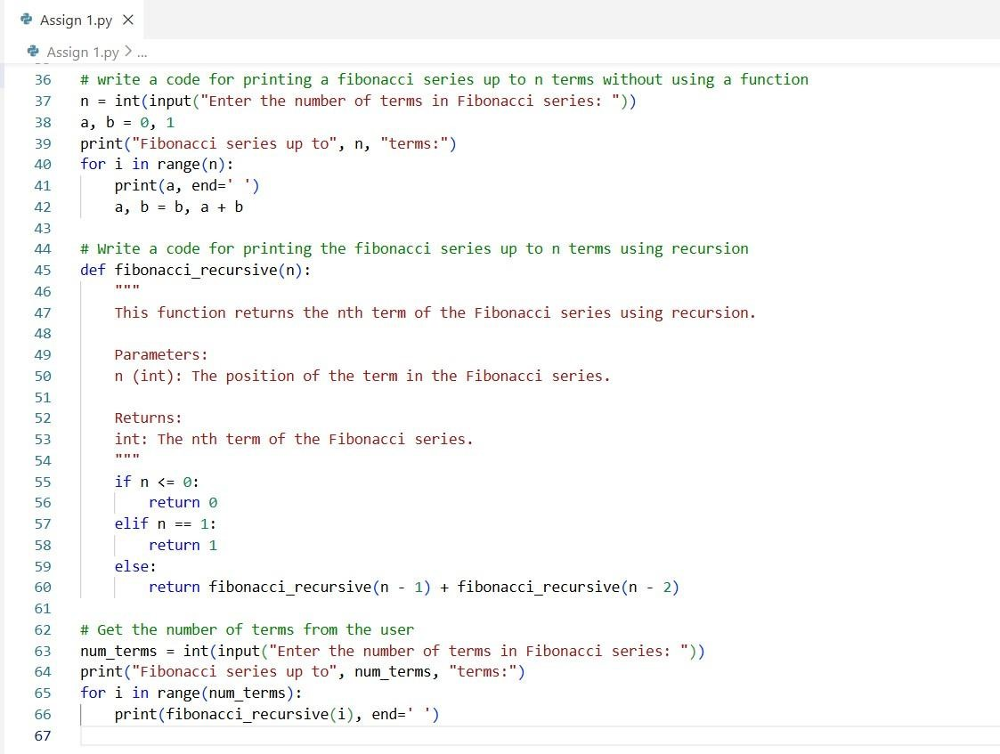 Assign 1.py ×
Assign 1.py > ...
36 # write a code for printing a fibonacci series up to n terms without using a function
37 n = int(input("Enter the number of terms in Fibonacci series: "))
38 a, b = 0, 1
39 print("Fibonacci series up to", n, "terms:")
40 for i in range(n):
41     print(a, end=' ')
42     a, b = b, a + b
43
44 # Write a code for printing the fibonacci series up to n terms using recursion
45 def fibonacci_recursive(n):
46     """
47     This function returns the nth term of the Fibonacci series using recursion.
48
49     Parameters:
50     n (int): The position of the term in the Fibonacci series.
51
52     Returns:
53     int: The nth term of the Fibonacci series.
54     """
55     if n <= 0:
56         return 0
57     elif n == 1:
58         return 1
59     else:
60         return fibonacci_recursive(n - 1) + fibonacci_recursive(n - 2)
61
62 # Get the number of terms from the user
63 num_terms = int(input("Enter the number of terms in Fibonacci series: "))
64 print("Fibonacci series up to", num_terms, "terms:")
65 for i in range(num_terms):
66     print(fibonacci_recursive(i), end=' ')
67